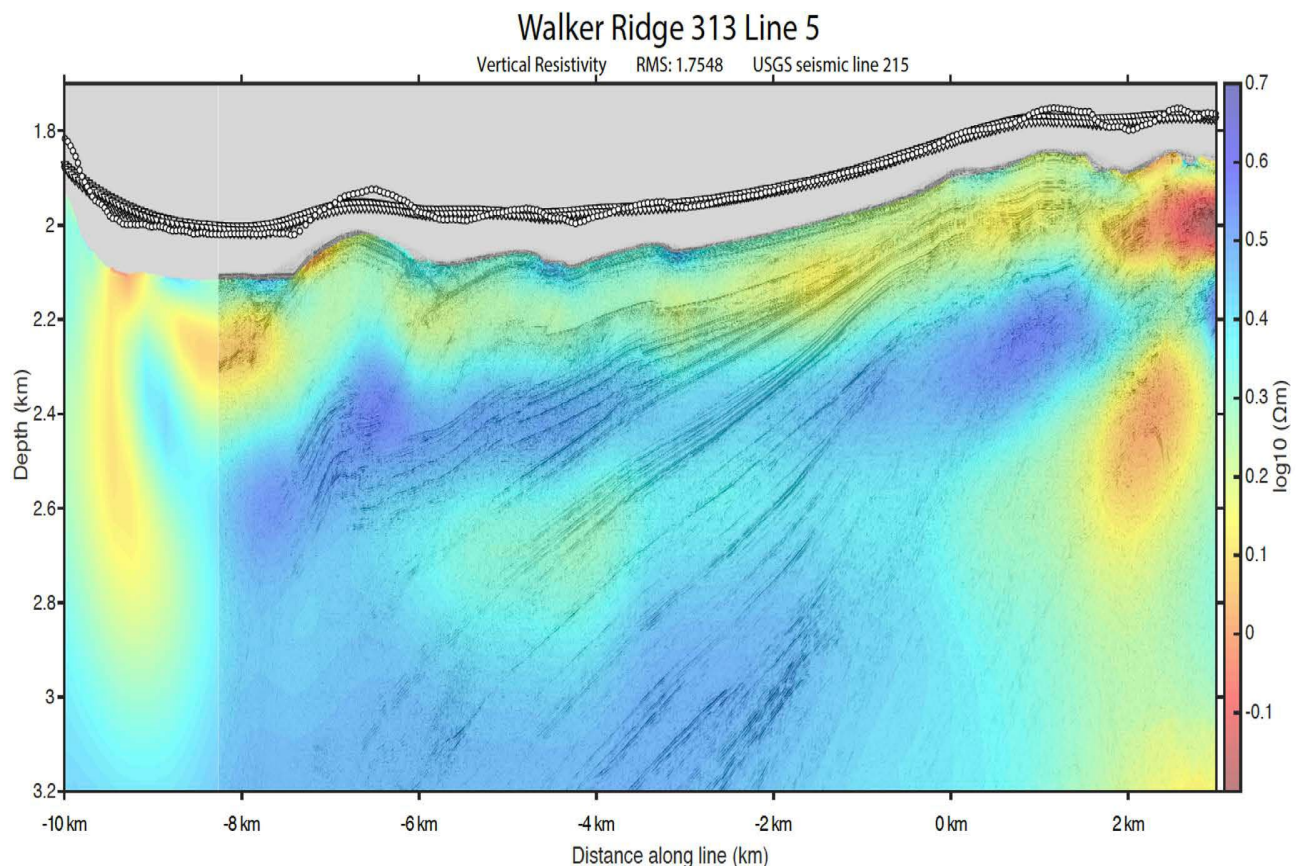 Walker Ridge 313 Line 5
Vertical Resistivity RMS: 1.7548 USGS seismic line 215
1.8
2
2.2
2.4
2.6
2.8
3
3.2
Depth (km)
-10 km
-8 km
-6 km
-4 km
-2 km
0 km
2 km
Distance along line (km)
0.7
0.6
0.5
0.4
0.3
0.2
0.1
0
-0.1
log10 (Ωm)